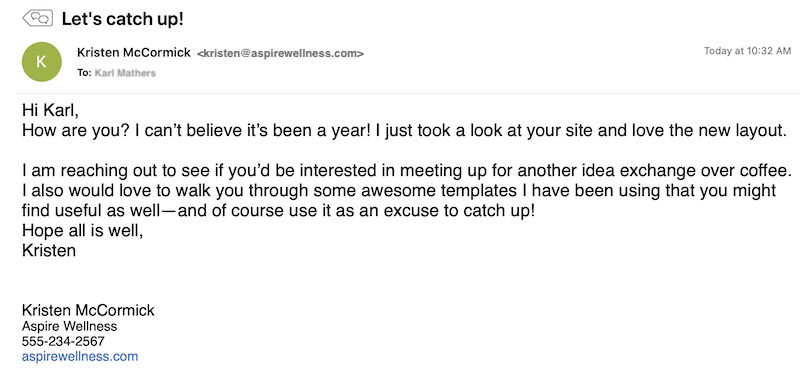 Let's catch up!
K
Kristen McCormick <kristen@aspirewellness.com>
Today at 10:32 AM
To: Karl Mathers
Hi Karl,
How are you? I can’t believe it’s been a year! I just took a look at your site and love the new layout.
I am reaching out to see if you’d be interested in meeting up for another idea exchange over coffee.
I also would love to walk you through some awesome templates I have been using that you might
find useful as well—and of course use it as an excuse to catch up!
Hope all is well,
Kristen
Kristen McCormick
Aspire Wellness
555-234-2567
aspirewellness.com